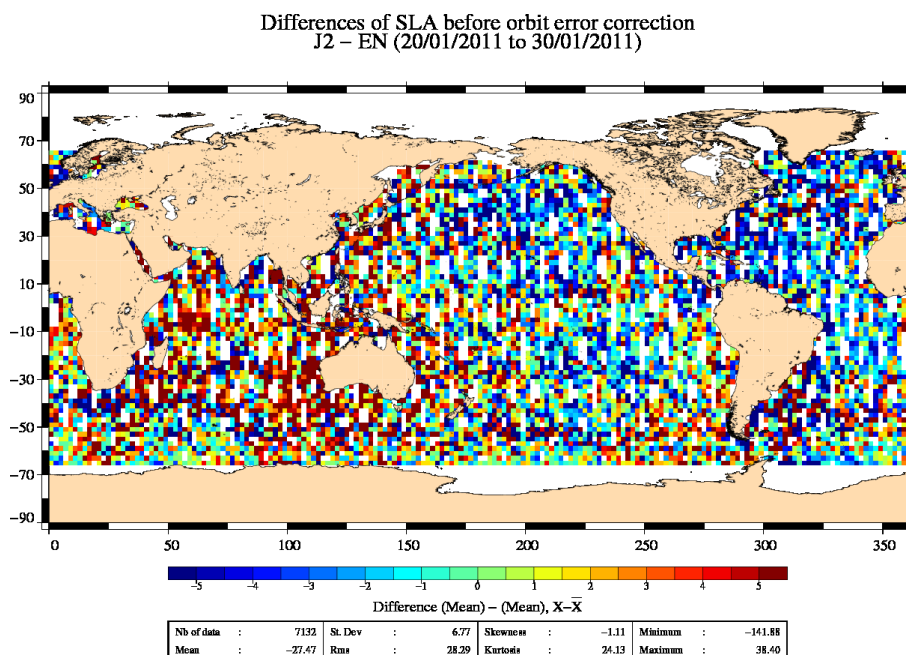 Differences of SLA before orbit error correction
J2 − EN (20/01/2011 to 30/01/2011)
90
70
50
30
10
−10
−30
−50
−70
−90
0 50 100 150 200 250 300 350
−5 −4 −3 −2 −1 0 1 2 3 4 5
Difference (Mean) − (Mean), X−X̅
Nb of data : 7132 St. Dev : 6.77 Skewness : −1.11 Minimum : −141.88
Mean : −27.47 Rms : 28.29 Kurtosis : 24.13 Maximum : 38.40